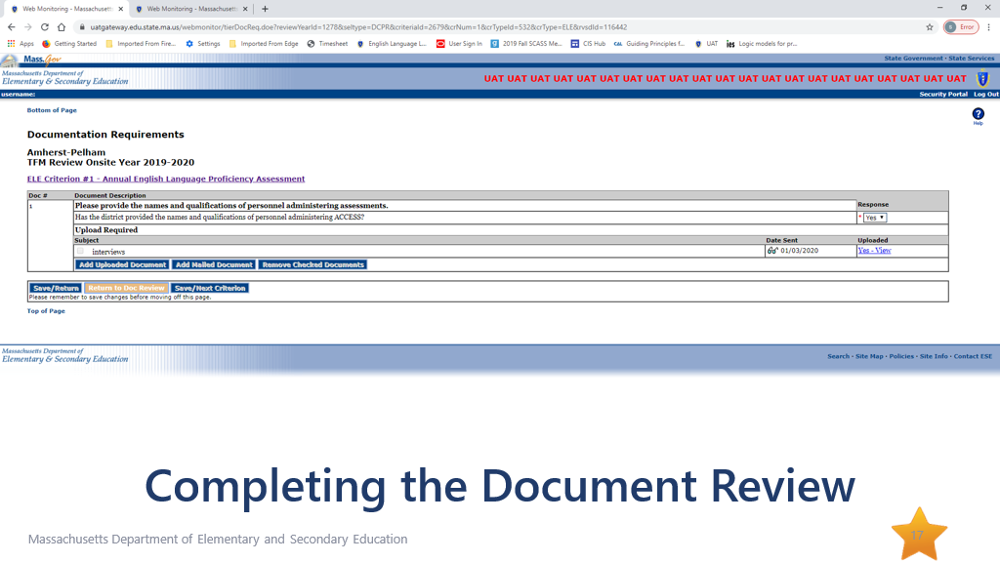 Web Monitoring - Massachusett
Web Monitoring - Massachusett
uatgateway.edu.state.ma.us/webmonitor/tierDocReq.doe?reviewYearId=1278&seltype=DCPR&criteriaId=2679&crNum=1&crTypeId=532&crType=ELE&rvsdId=116442
Error
Apps
Getting Started
Imported From Fire...
Settings
Imported From Edge
Timesheet
English Language L...
User Sign In
2019 Fall SCASS Me...
CIS Hub
Guiding Principles f...
UAT
Logic models for pr...
Mass.Gov
State Government - State Services
Massachusetts Department of
Elementary & Secondary Education
UAT UAT UAT UAT UAT UAT UAT UAT UAT UAT UAT UAT UAT UAT UAT UAT UAT UAT UAT UAT UAT
username:
Security Portal Log Out
Bottom of Page
Help
Documentation Requirements
Amherst-Pelham
TFM Review Onsite Year 2019-2020
ELE Criterion #1 - Annual English Language Proficiency Assessment
Doc # Document Description
1 Please provide the names and qualifications of personnel administering assessments. Response
Has the district provided the names and qualifications of personnel administering ACCESS? * Yes
Upload Required
Subject Date Sent Uploaded
interviews 01/03/2020 Yes - View
Add Uploaded Document Add Mailed Document Remove Checked Documents
Save/Return Return to Doc Review Save/Next Criterion
Please remember to save changes before moving off this page.
Top of Page
Massachusetts Department of
Elementary & Secondary Education
Search - Site Map - Policies - Site Info - Contact ESE
Completing the Document Review
Massachusetts Department of Elementary and Secondary Education
17